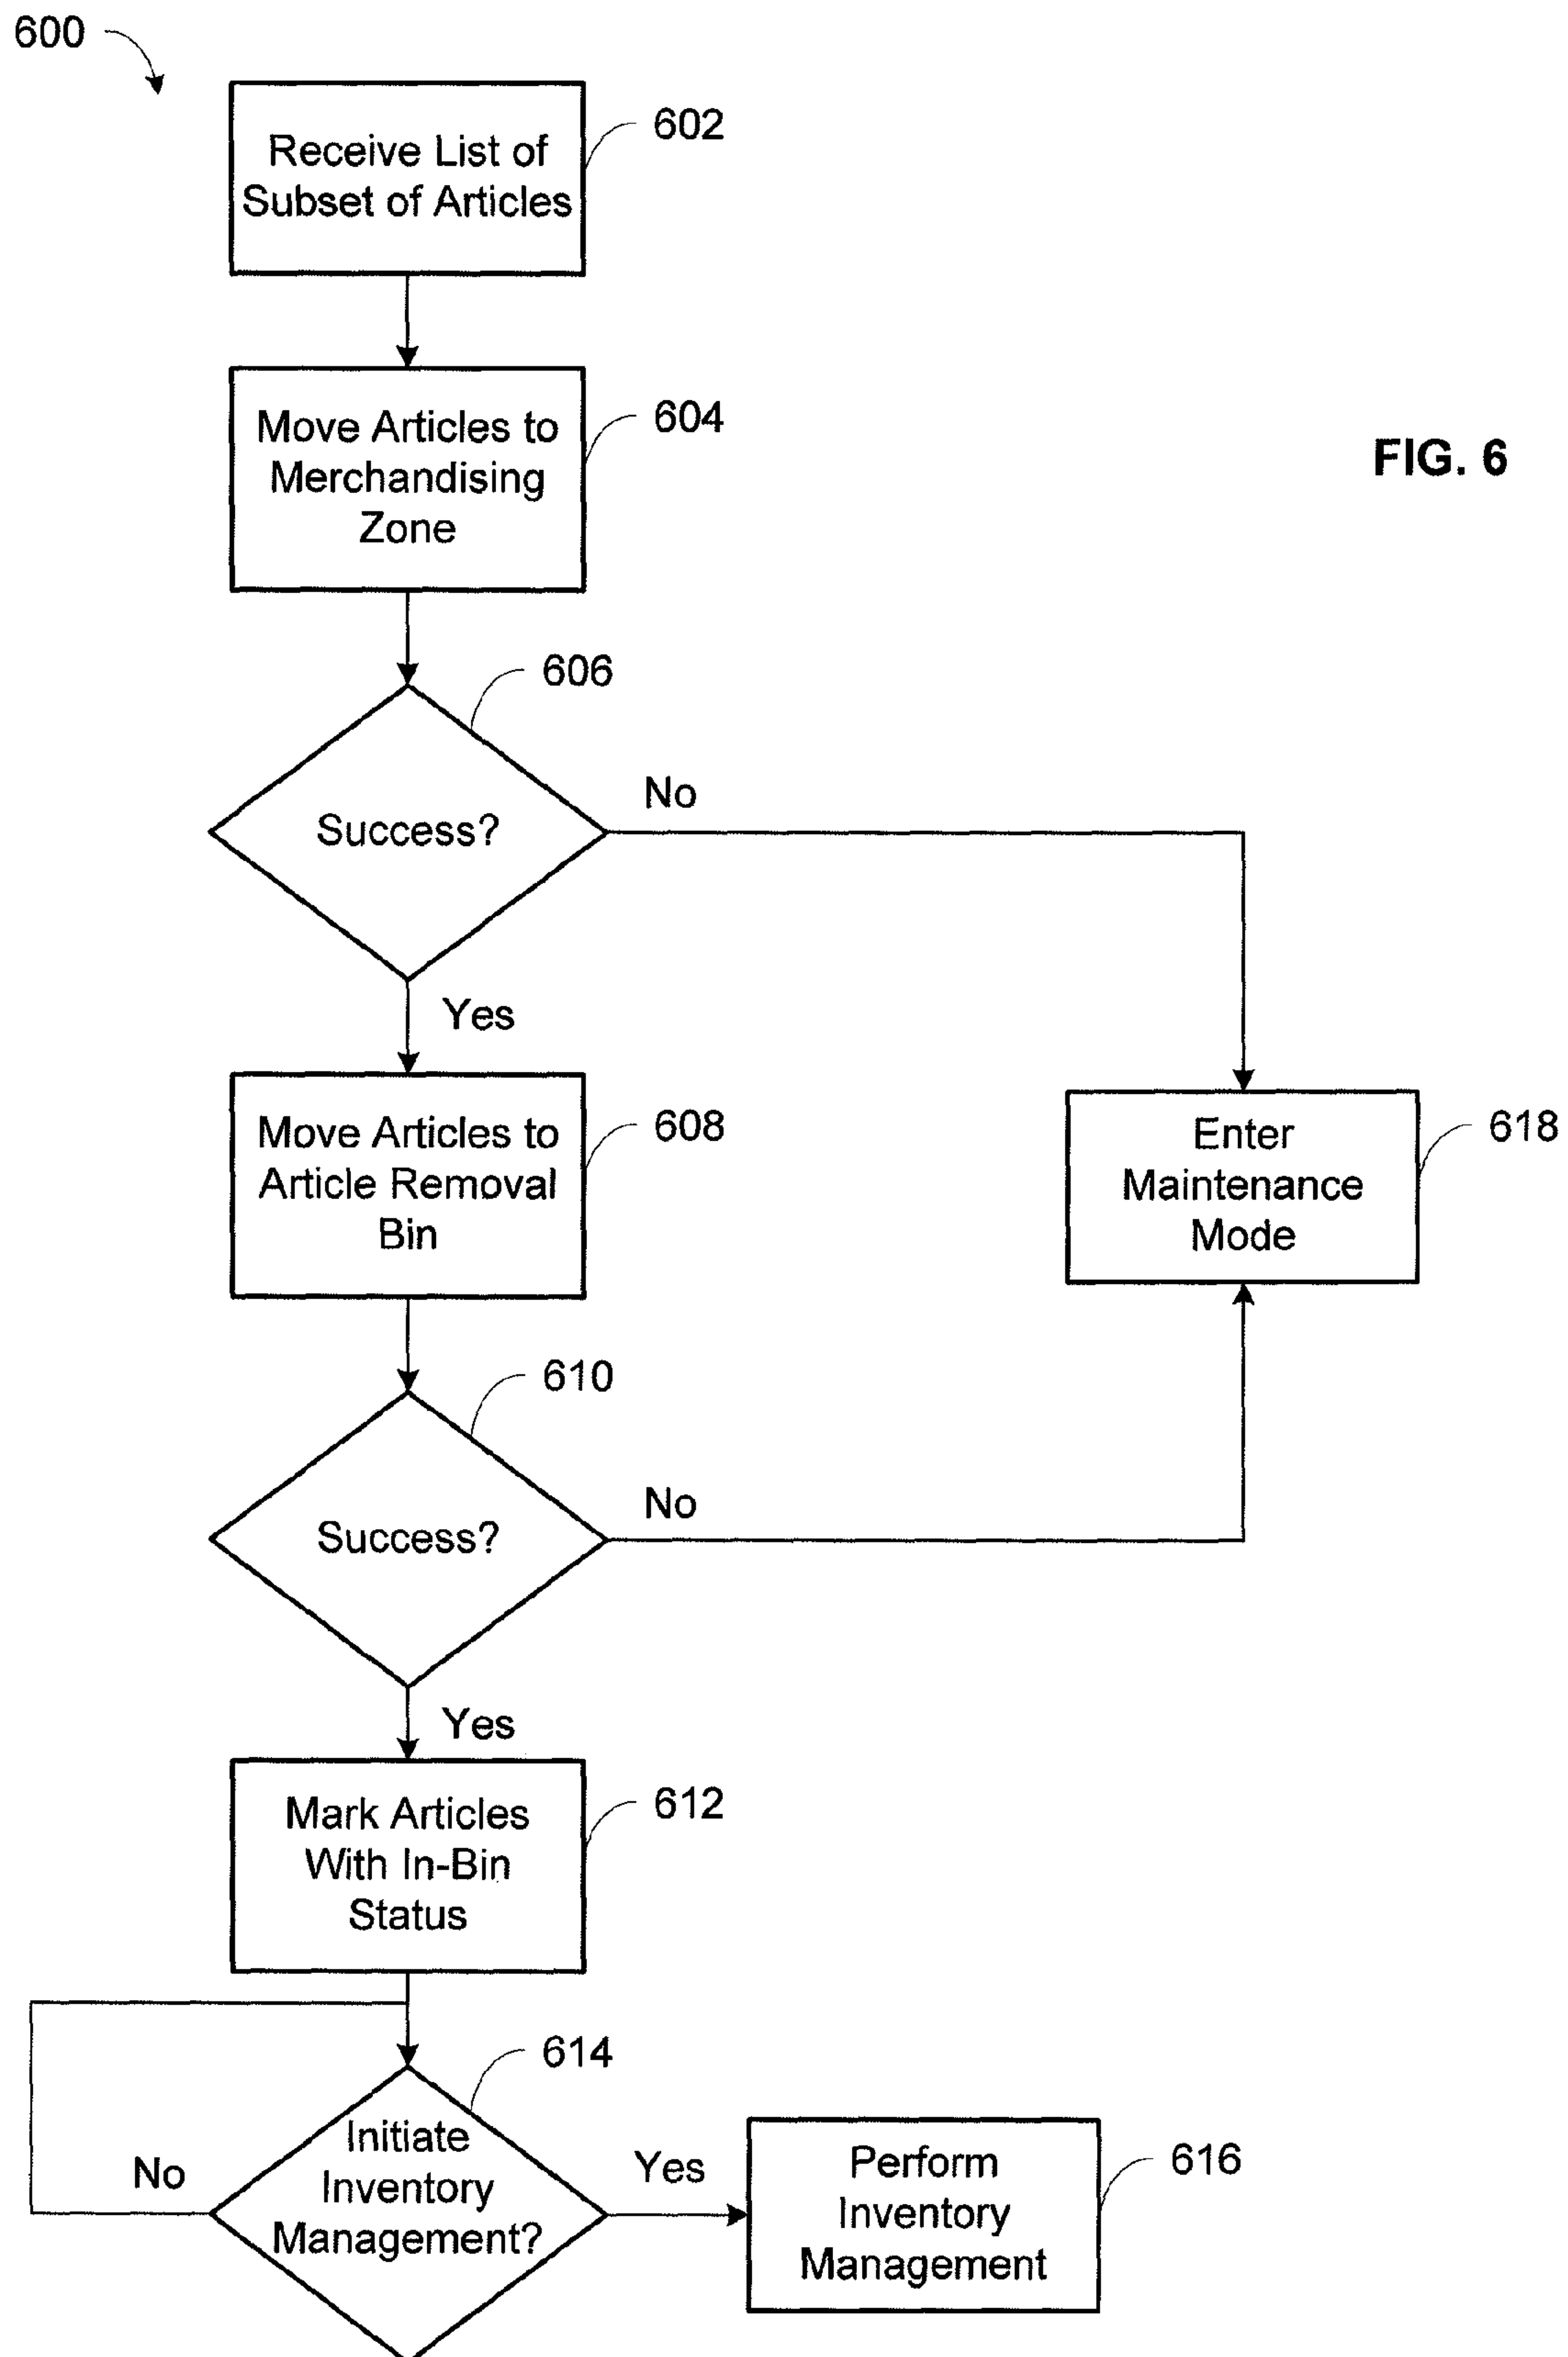 600
Receive List of
Subset of Articles
602
Move Articles to
Merchandising
Zone
604
FIG. 6
606
Success?
No
Yes
Move Articles to
Article Removal
Bin
608
Enter
Maintenance
Mode
618
610
Success?
No
Yes
Mark Articles
With In-Bin
Status
612
614
Initiate
Inventory
Management?
No
Yes
Perform
Inventory
Management
616